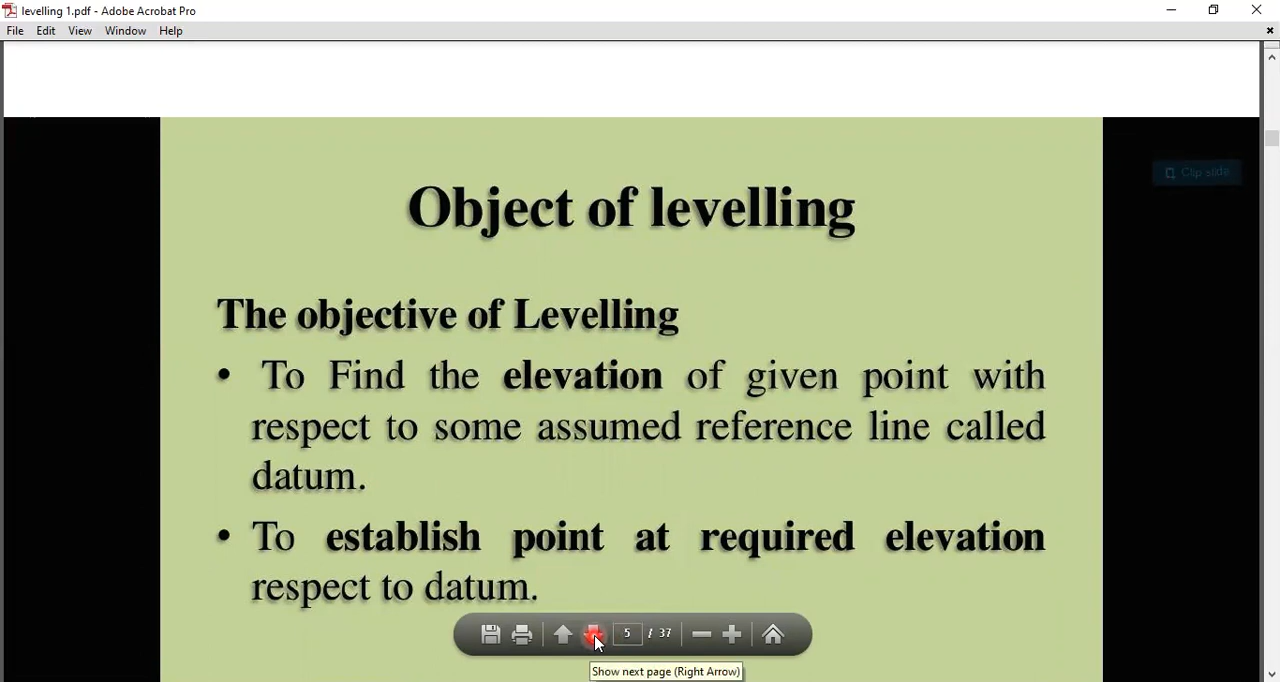 levelling 1.pdf - Adobe Acrobat Pro
File Edit View Window Help
Clip slide
Object of levelling
The objective of Levelling
• To Find the elevation of given point with
respect to some assumed reference line called
datum.
• To establish point at required elevation
respect to datum.
5 / 37
Show next page (Right Arrow)